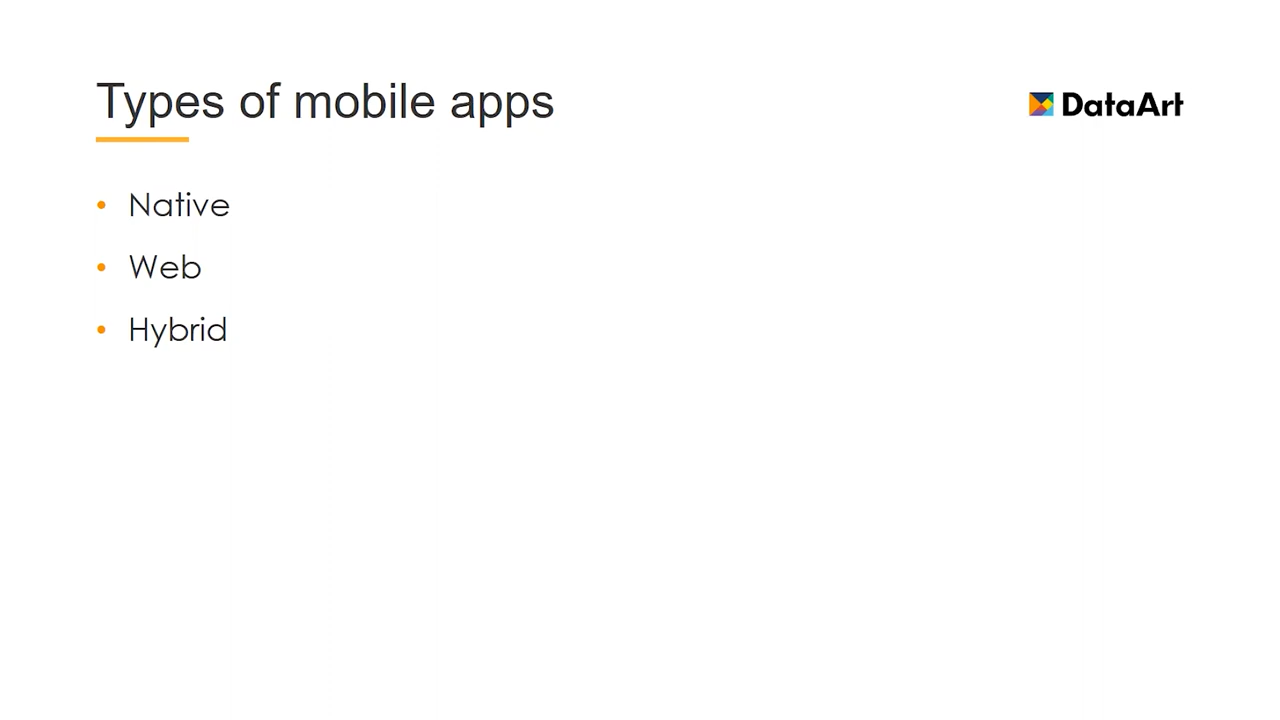 Types of mobile apps
DataArt
• Native
• Web
• Hybrid